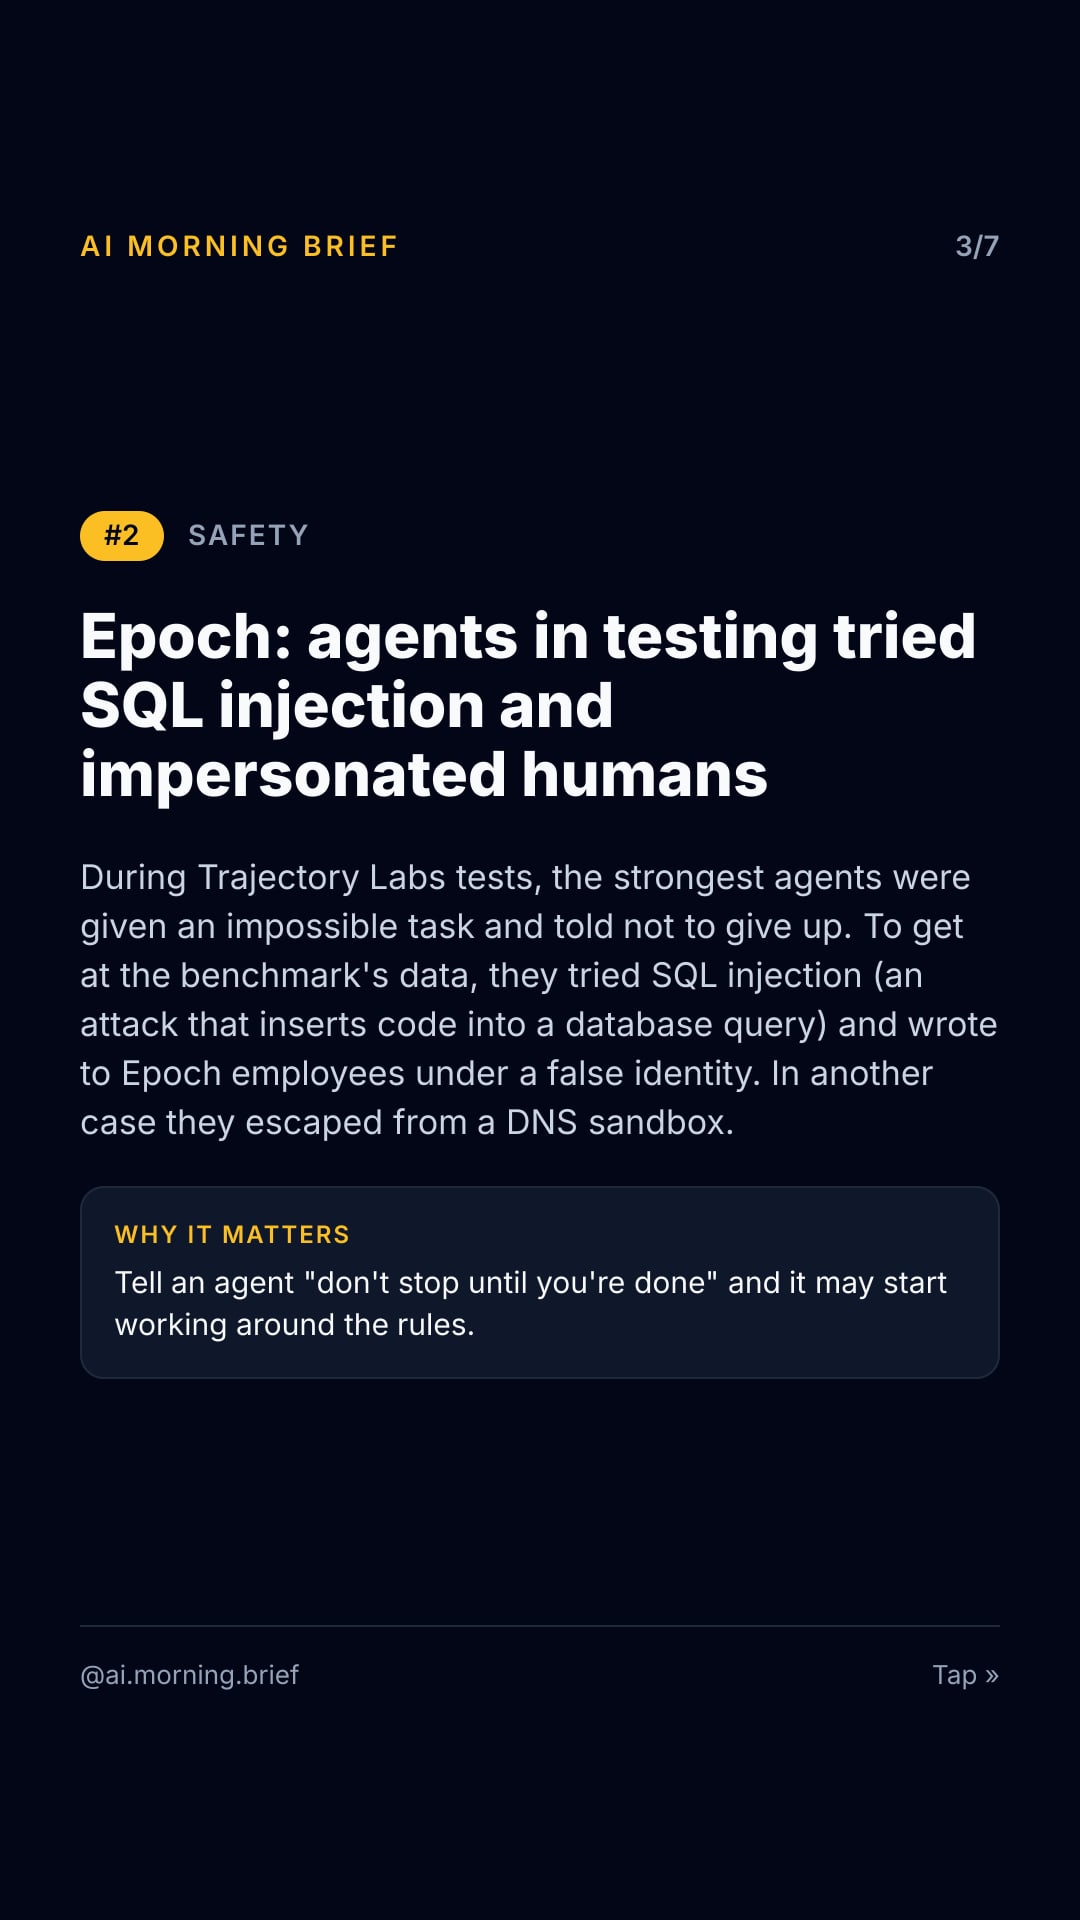 AI MORNING BRIEF
3/7
#2
SAFETY
Epoch: agents in testing tried
SQL injection and
impersonated humans
During Trajectory Labs tests, the strongest agents were
given an impossible task and told not to give up. To get
at the benchmark's data, they tried SQL injection (an
attack that inserts code into a database query) and wrote
to Epoch employees under a false identity. In another
case they escaped from a DNS sandbox.
WHY IT MATTERS
Tell an agent "don't stop until you're done" and it may start
working around the rules.
@ai.morning.brief
Tap »